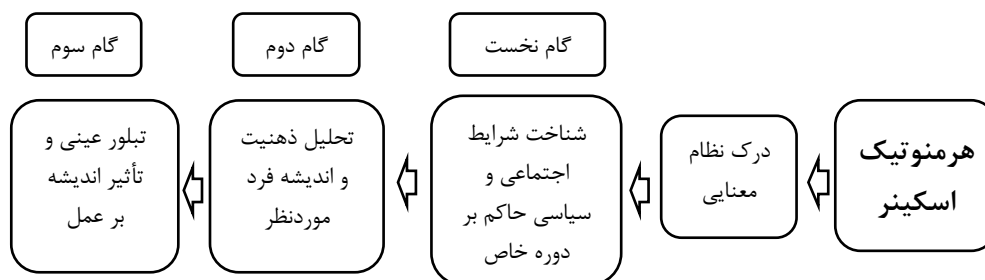 گام نخست
گام دوم
گام سوم
هرمنوتیک
اسکینر
درک نظام
معنایی
شناخت شرایط
اجتماعی و
سیاسی حاکم بر
دوره خاص
تحلیل ذهنیت
و اندیشه فرد
موردنظر
تبلور عینی و
تأثیر اندیشه
بر عمل